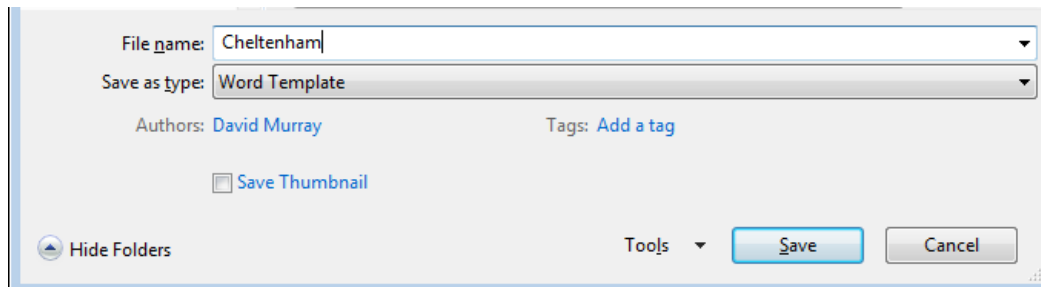 File name: Cheltenham
Save as type: Word Template
Authors: David Murray Tags: Add a tag
Save Thumbnail
Hide Folders Tools Save Cancel